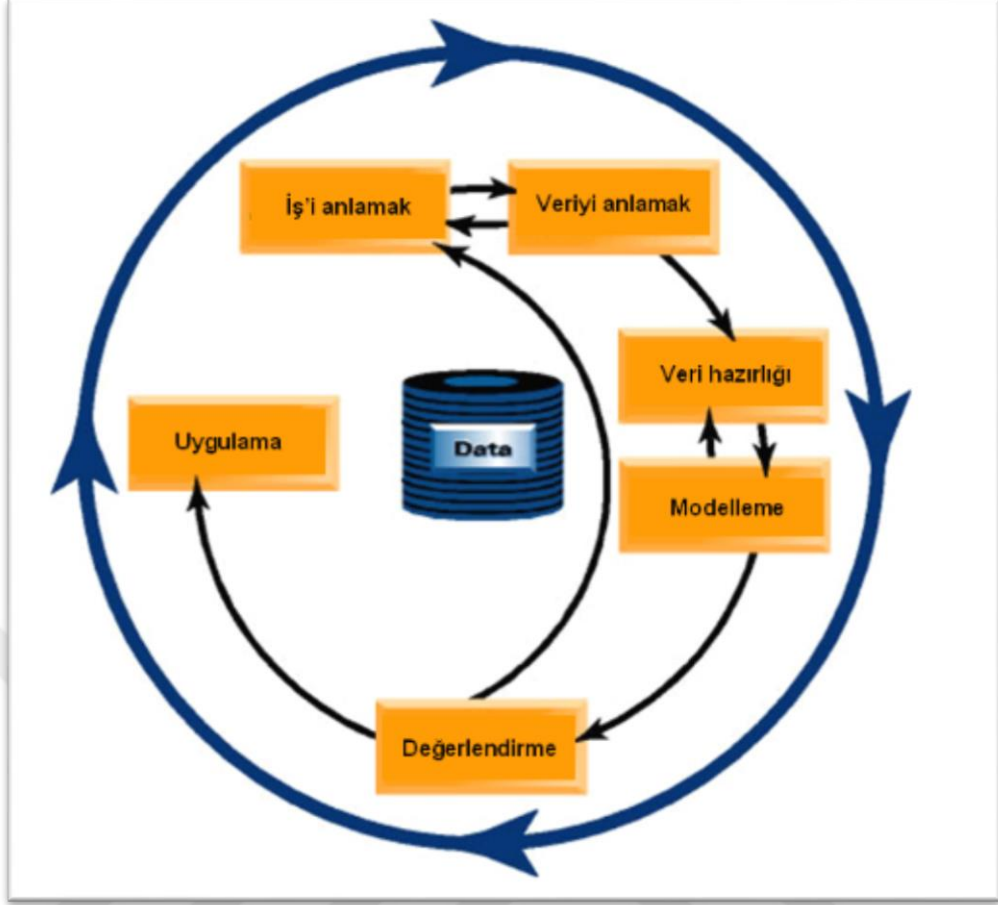 İş'i anlamak
Veriyi anlamak
Veri hazırlığı
Uygulama
Data
Modelleme
Değerlendirme